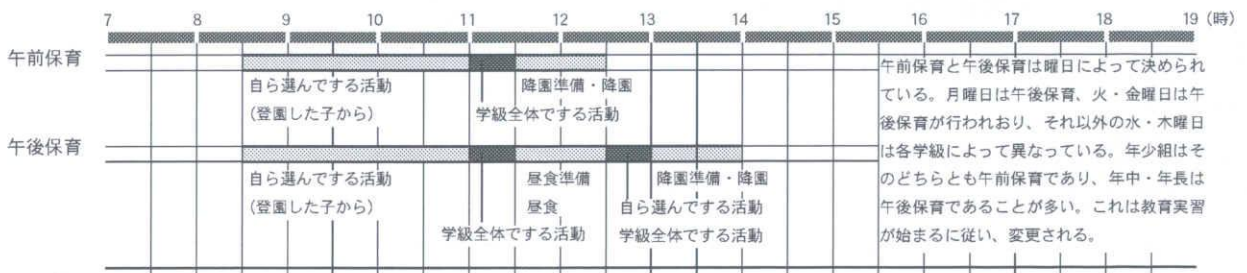 7 8 9 10 11 12 13 14 15 16 17 18 19 (時)
午前保育
自ら選んでする活動
(登園した子から)
降園準備・降園
学級全体でする活動
午後保育
自ら選んでする活動
(登園した子から)
学級全体でする活動
昼食準備
昼食
降園準備・降園
自ら選んでする活動
学級全体でする活動
午前保育と午後保育は曜日によって決められ
ている。月曜日は午後保育、火・金曜日は午
後保育が行われおり、それ以外の水・木曜日
は各学級によって異なっている。年少組はそ
のどちらとも午前保育であり、年中・年長は
午後保育であることが多い。これは教育実習
が始まるに従い、変更される。